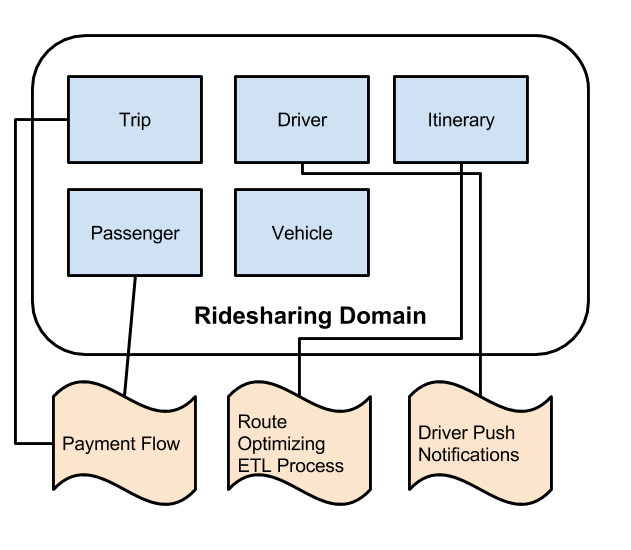 Trip
Driver
Itinerary
Passenger
Vehicle
Ridesharing Domain
Payment Flow
Route
Optimizing
ETL Process
Driver Push
Notifications